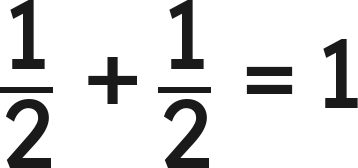 1/2 + 1/2 = 1